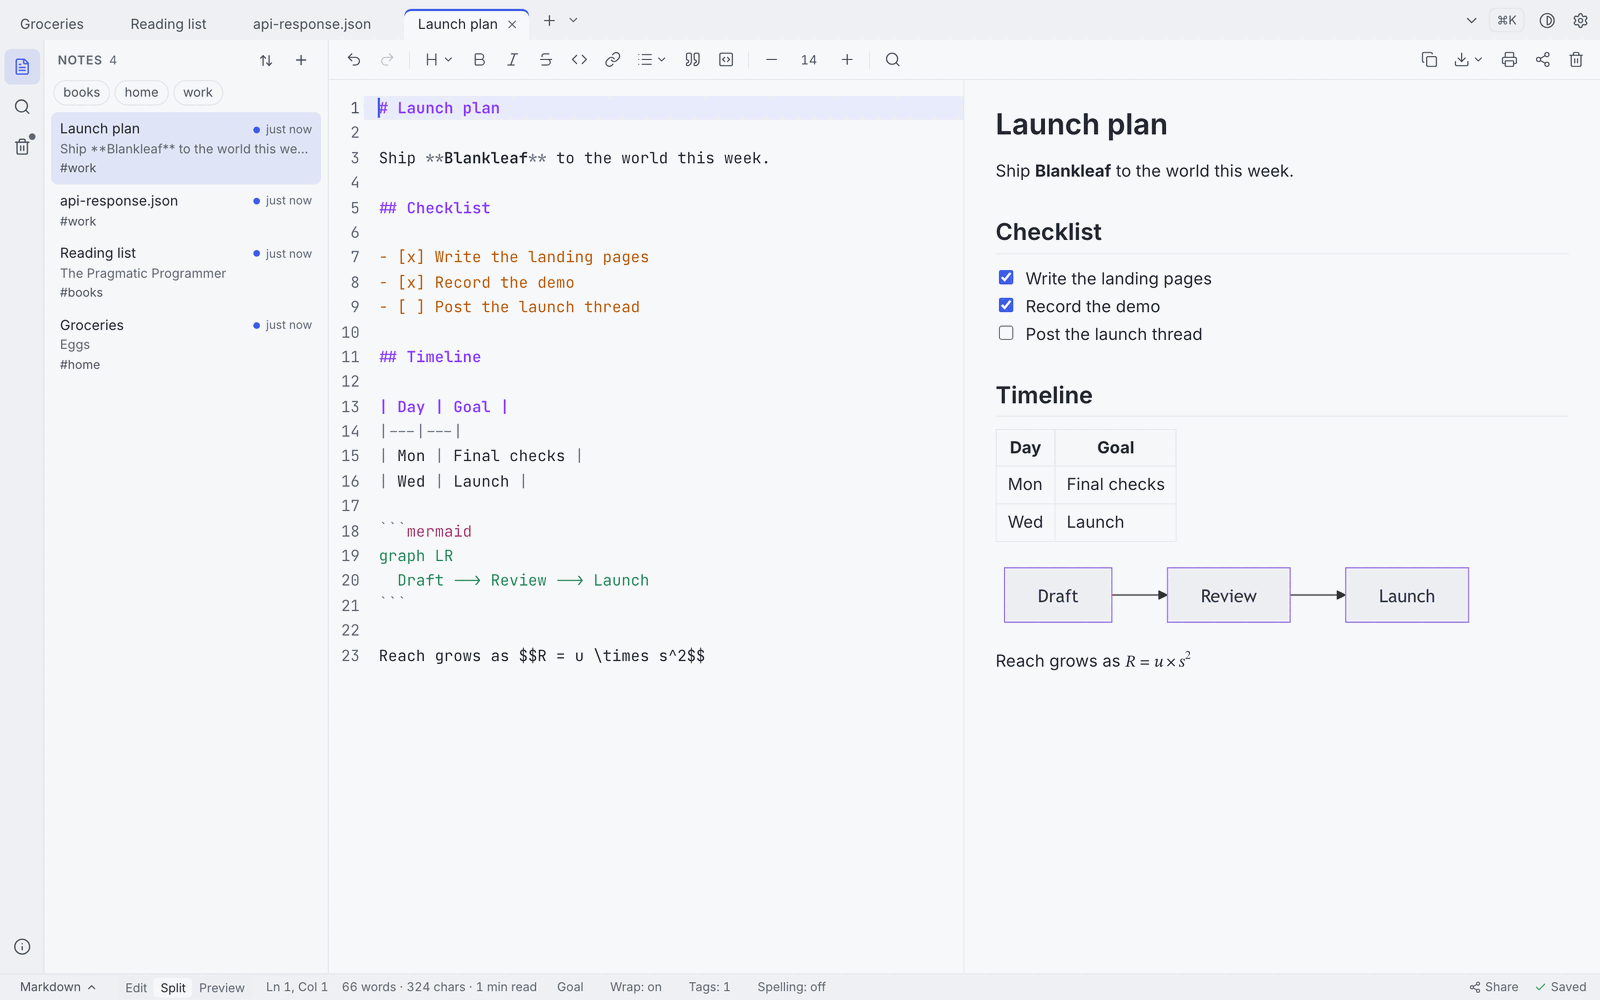 Groceries
Reading list
api-response.json
Launch plan
⌘K
NOTES 4
books
home
work
Launch plan
just now
Ship **Blankleaf** to the world this we...
#work
api-response.json
just now
#work
Reading list
just now
The Pragmatic Programmer
#books
Groceries
just now
Eggs
#home
H
B
I
S
14
1 # Launch plan
2
3 Ship **Blankleaf** to the world this week.
4
5 ## Checklist
6
7 - [x] Write the landing pages
8 - [x] Record the demo
9 - [ ] Post the launch thread
10
11 ## Timeline
12
13 | Day | Goal |
14 |---|---|
15 | Mon | Final checks |
16 | Wed | Launch |
17
18 ```mermaid
19 graph LR
20 Draft --> Review --> Launch
21 ```
22
23 Reach grows as $$R = u \times s^2$$
Launch plan
Ship Blankleaf to the world this week.
Checklist
Write the landing pages
Record the demo
Post the launch thread
Timeline
Day Goal
Mon Final checks
Wed Launch
Draft Review Launch
Reach grows as R = u × s²
Markdown
Edit
Split
Preview
Ln 1, Col 1
66 words · 324 chars · 1 min read
Goal
Wrap: on
Tags: 1
Spelling: off
Share
Saved